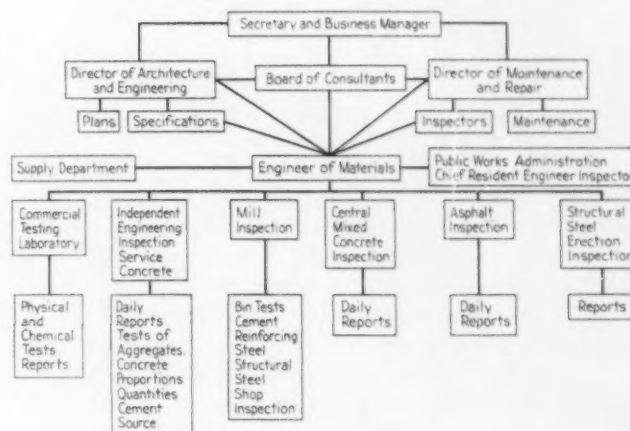 Secretary and Business Manager
Director of Architecture
and Engineering
Board of Consultants
Director of Maintenance
and Repair
Plans
Specifications
Inspectors
Maintenance
Supply Department
Engineer of Materials
Public Works Administration
Chief Resident Engineer Inspector
Commercial
Testing
Laboratory
Independent
Engineering
Inspection
Service
Concrete
Mill
Inspection
Central
Mixed
Concrete
Inspection
Asphalt
Inspection
Structural
Steel
Erection
Inspection
Physical
and
Chemical
Tests
Reports
Daily
Reports
Tests of
Aggregates.
Concrete
Proportions
Quantities
Cement
Source
Bin Tests
Cement
Reinforcing
Steel
Structural
Steel
Shop
Inspection
Daily
Reports
Daily
Reports
Reports